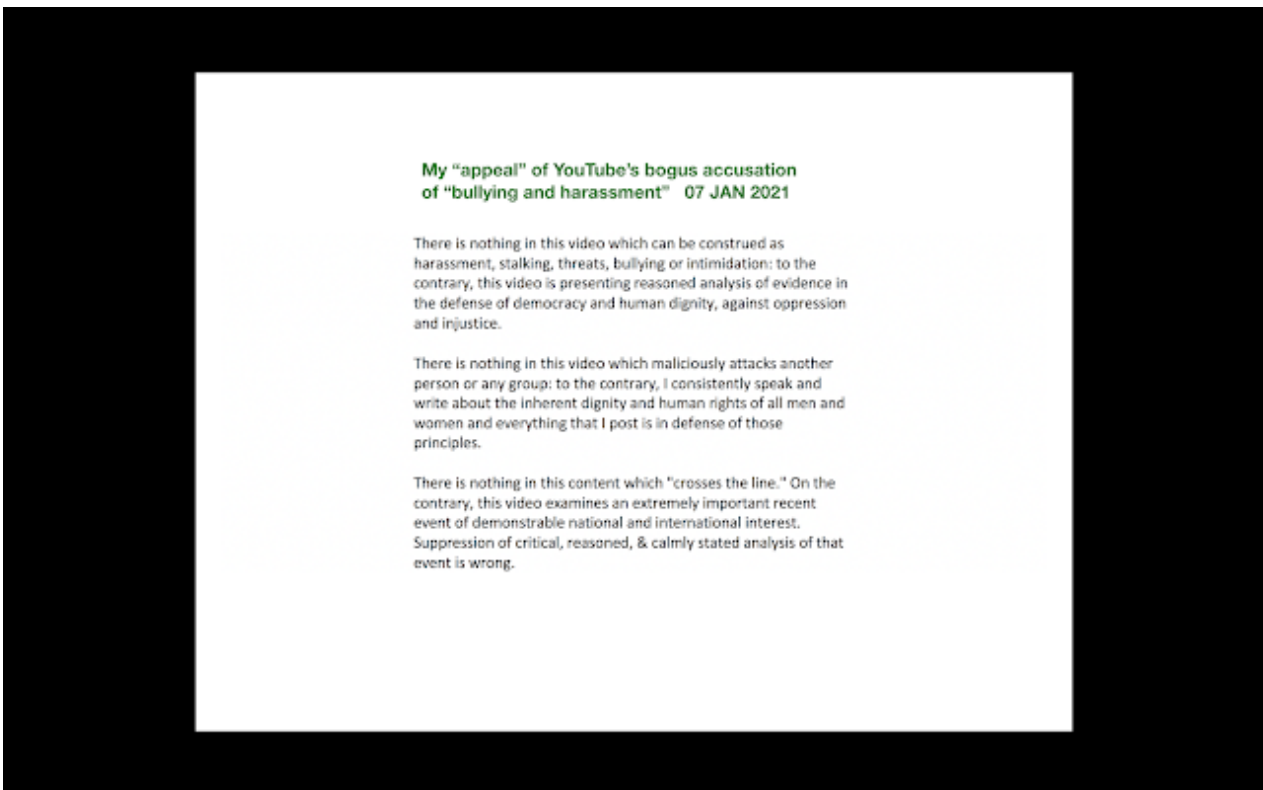 My “appeal” of YouTube’s bogus accusation
of “bullying and harassment” 07 JAN 2021
There is nothing in this video which can be construed as
harassment, stalking, threats, bullying or intimidation: to the
contrary, this video is presenting reasoned analysis of evidence in
the defense of democracy and human dignity, against oppression
and injustice.
There is nothing in this video which maliciously attacks another
person or any group: to the contrary, I consistently speak and
write about the inherent dignity and human rights of all men and
women and everything that I post is in defense of those
principles.
There is nothing in this content which "crosses the line." On the
contrary, this video examines an extremely important recent
event of demonstrable national and international interest.
Suppression of critical, reasoned, & calmly stated analysis of that
event is wrong.